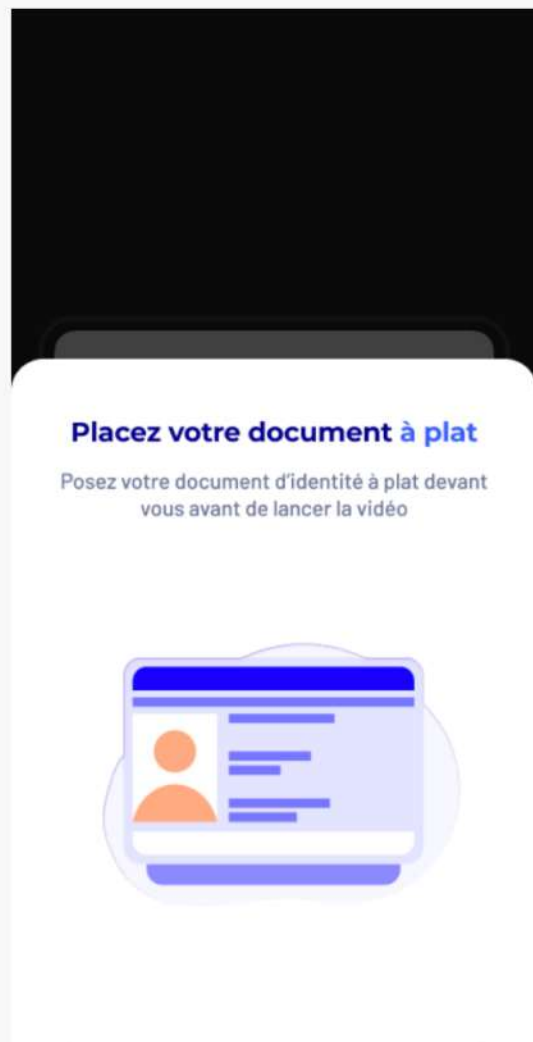 Placez votre document à plat
Posez votre document d'identité à plat devant
vous avant de lancer la vidéo